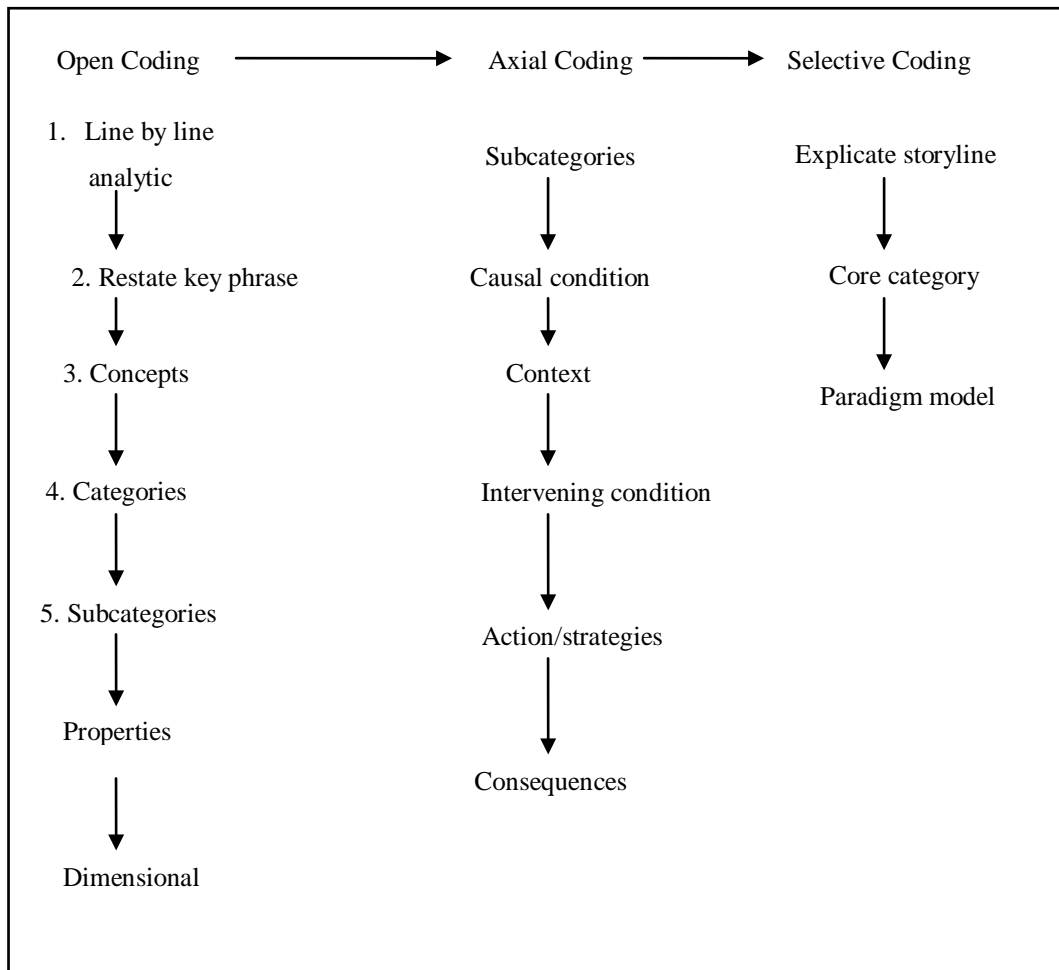 Open Coding
Axial Coding
Selective Coding
1. Line by line
analytic
2. Restate key phrase
3. Concepts
4. Categories
5. Subcategories
Properties
Dimensional
Subcategories
Causal condition
Context
Intervening condition
Action/strategies
Consequences
Explicate storyline
Core category
Paradigm model